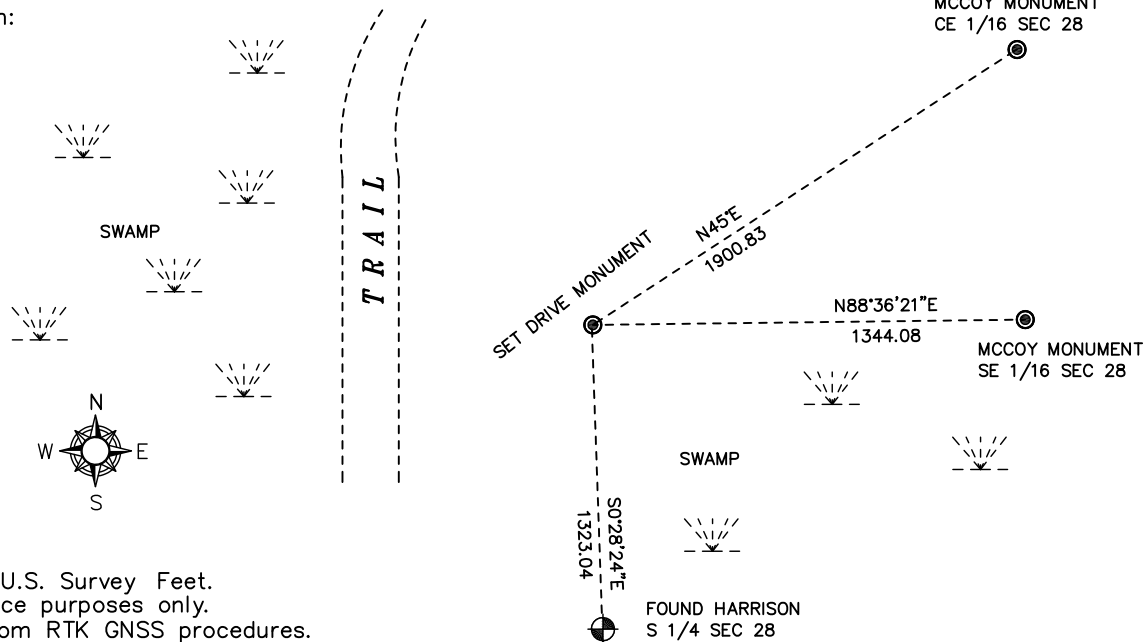 MCCOY MONUMENT
CE 1/16 SEC 28
TRAIL
SWAMP
N45°E
1900.83
SET DRIVE MONUMENT
N88°36'21"E
1344.08
MCCOY MONUMENT
SE 1/16 SEC 28
N
W
E
S
SWAMP
S0°28'24"E
1323.04
U.S. Survey Feet.
purposes only.
RTK GNSS procedures.
FOUND HARRISON
S 1/4 SEC 28